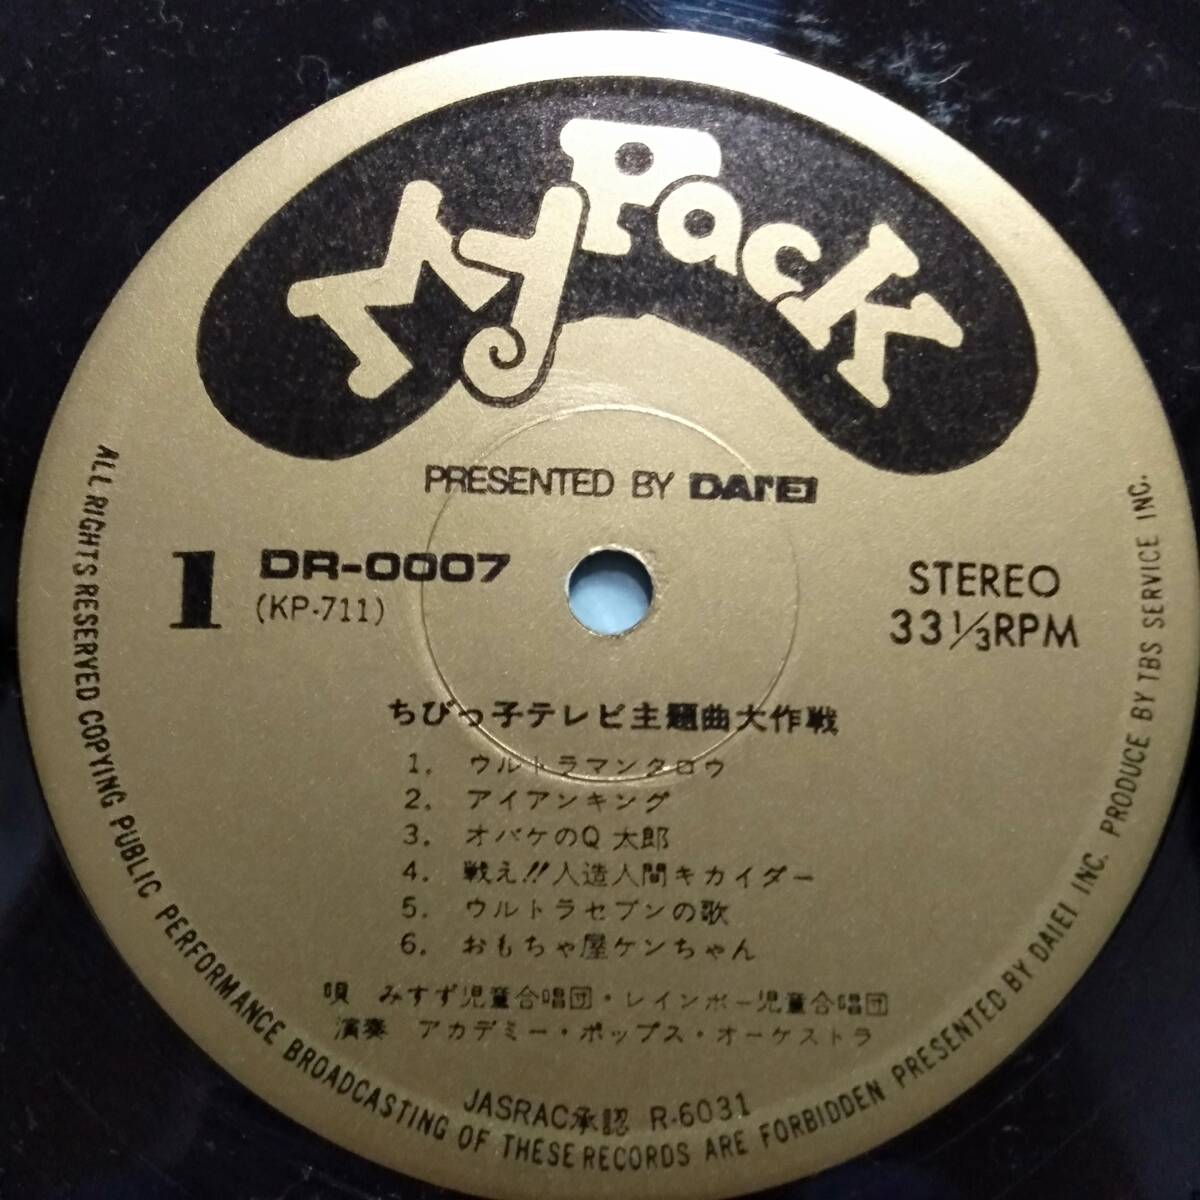 My Pack
PRESENTED BY DAIEI
1
DR-0007
(KP-711)
STEREO
33 1/3 RPM
ちびっ子テレビ主題曲大作戦
1. ウルトラマンタロウ
2. アイアンキング
3. オバケのQ太郎
4. 戦え!!人造人間キカイダー
5. ウルトラセブンの歌
6. おもちゃ屋ケンちゃん
唄 みすず児童合唱団・レインボー児童合唱団
演奏 アカデミー・ポップス・オーケストラ
JASRAC承認 R-6031
ALL RIGHTS RESERVED COPYING PUBLIC PERFORMANCE BROADCASTING OF THESE RECORDS ARE FORBIDDEN PRESENTED BY DAIEI INC. PRODUCE BY TBS SERVICE INC.